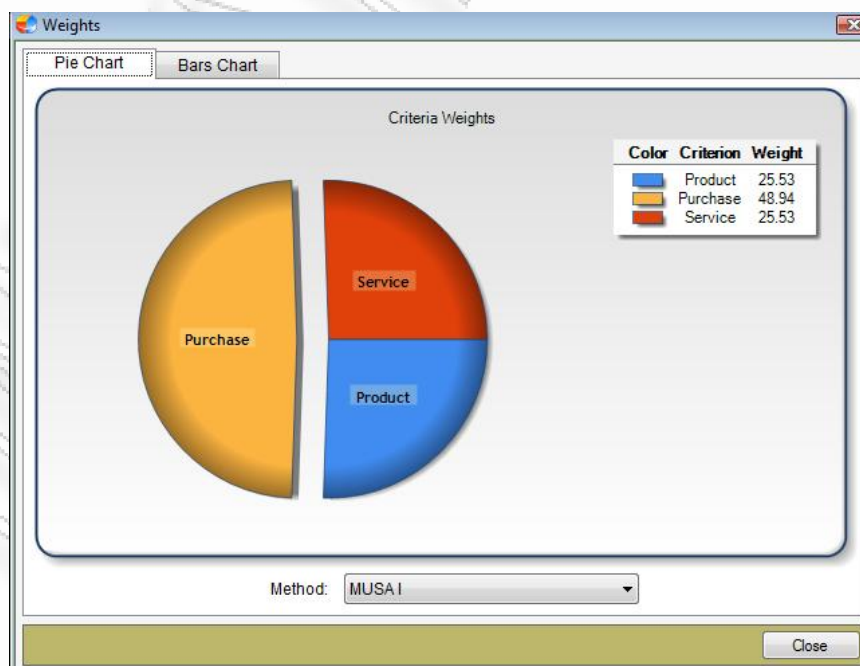 Weights
Pie Chart Bars Chart
Criteria Weights
Color Criterion Weight
Product 25.53
Purchase 48.94
Service 25.53
Service
Purchase
Product
Method: MUSA I
Close